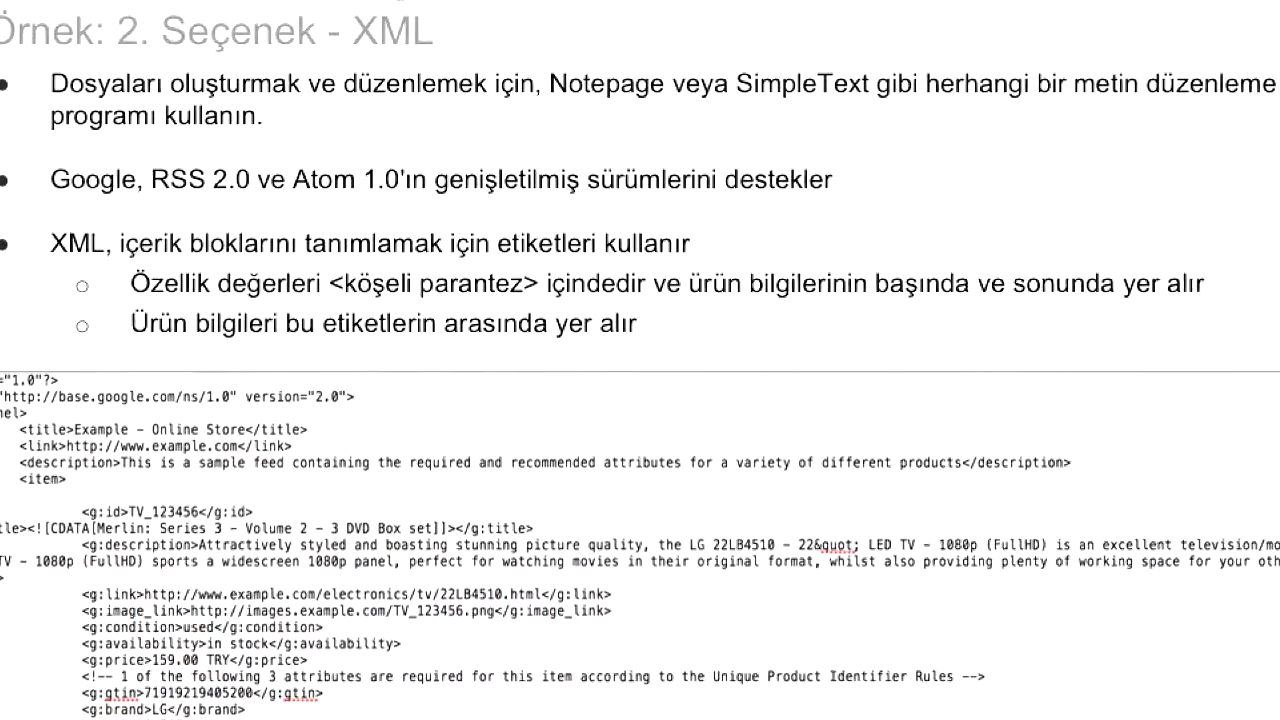 Örnek: 2. Seçenek - XML
Dosyaları oluşturmak ve düzenlemek için, Notepage veya SimpleText gibi herhangi bir metin düzenleme
programı kullanın.
Google, RSS 2.0 ve Atom 1.0'ın genişletilmiş sürümlerini destekler
XML, içerik bloklarını tanımlamak için etiketleri kullanır
Özellik değerleri <köşeli parantez> içindedir ve ürün bilgilerinin başında ve sonunda yer alır
Ürün bilgileri bu etiketlerin arasında yer alır
="1.0"?>
"http://base.google.com/ns/1.0" version="2.0">
nel>
<title>Example - Online Store</title>
<link>http://www.example.com</link>
<description>This is a sample feed containing the required and recommended attributes for a variety of different products</description>
<item>
<g:id>TV_123456</g:id>
tle><![CDATA[Merlin: Series 3 - Volume 2 - 3 DVD Box set]]></g:title>
<g:description>Attractively styled and boasting stunning picture quality, the LG 22LB4510 - 22&quot; LED TV - 1080p (FullHD) is an excellent television/mo
TV - 1080p (FullHD) sports a widescreen 1080p panel, perfect for watching movies in their original format, whilst also providing plenty of working space for your oth
>
<g:link>http://www.example.com/electronics/tv/22LB4510.html</g:link>
<g:image_link>http://images.example.com/TV_123456.png</g:image_link>
<g:condition>used</g:condition>
<g:availability>in stock</g:availability>
<g:price>159.00 TRY</g:price>
<!-- 1 of the following 3 attributes are required for this item according to the Unique Product Identifier Rules -->
<g:gtin>71919219405200</g:gtin>
<g:brand>LG</g:brand>